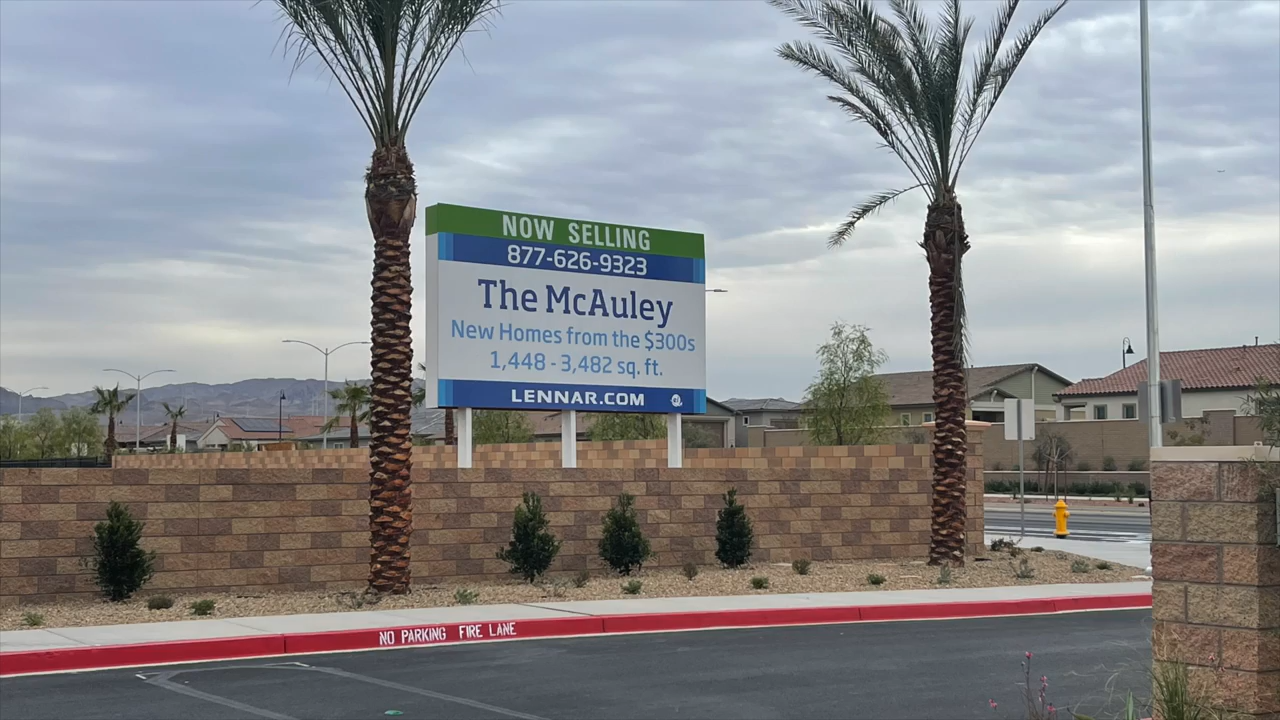 NOW SELLING
877-626-9323
The McAuley
New Homes from the $300s
1,448 - 3,482 sq. ft.
LENNAR.COM
NO PARKING FIRE LANE